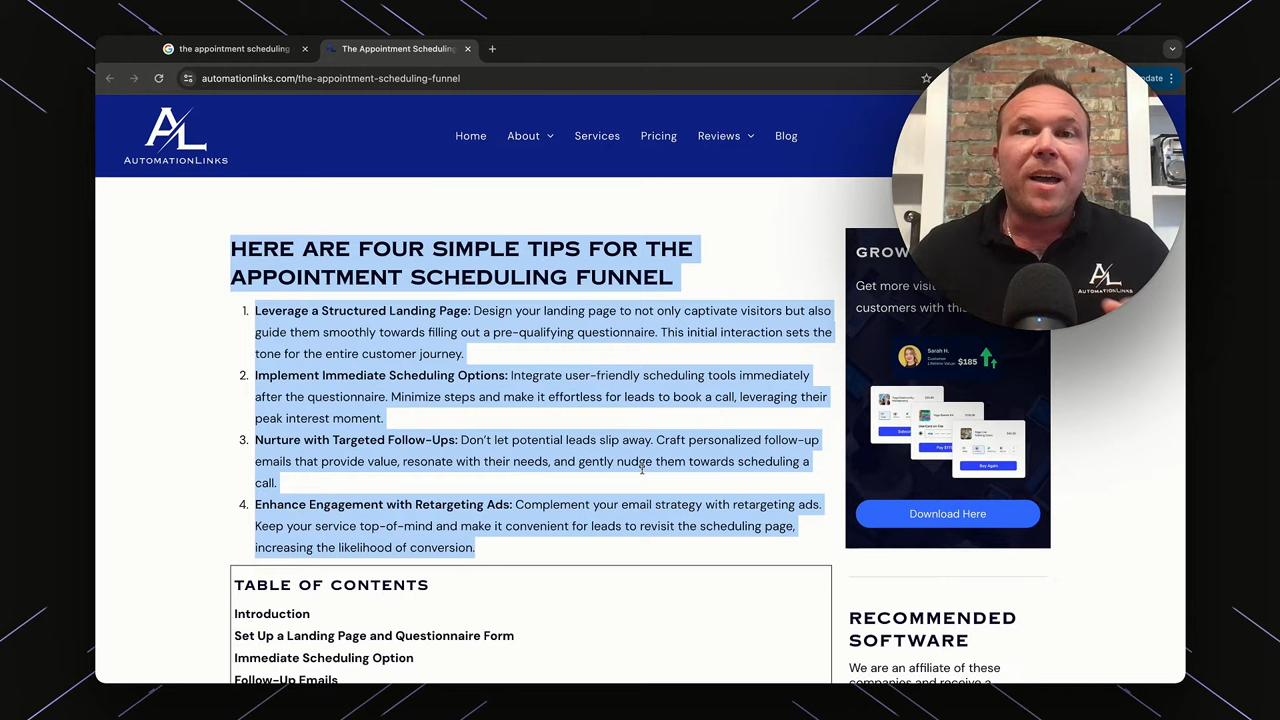 the appointment scheduling
The Appointment Scheduling
automationlinks.com/the-appointment-scheduling-funnel
AL
AUTOMATIONLINKS
Home
About
Services
Pricing
Reviews
Blog
HERE ARE FOUR SIMPLE TIPS FOR THE
APPOINTMENT SCHEDULING FUNNEL
1. Leverage a Structured Landing Page: Design your landing page to not only captivate visitors but also
guide them smoothly towards filling out a pre-qualifying questionnaire. This initial interaction sets the
tone for the entire customer journey.
2. Implement Immediate Scheduling Options: Integrate user-friendly scheduling tools immediately
after the questionnaire. Minimize steps and make it effortless for leads to book a call, leveraging their
peak interest moment.
3. Nurture with Targeted Follow-Ups: Don't let potential leads slip away. Craft personalized follow-up
emails that provide value, resonate with their needs, and gently nudge them towards scheduling a
call.
4. Enhance Engagement with Retargeting Ads: Complement your email strategy with retargeting ads.
Keep your service top-of-mind and make it convenient for leads to revisit the scheduling page,
increasing the likelihood of conversion.
TABLE OF CONTENTS
Introduction
Set Up a Landing Page and Questionnaire Form
Immediate Scheduling Option
Follow-Up Emails
Get more
customers with
Sarah H.
$185
Buy Again
Download Here
RECOMMENDED
SOFTWARE
We are an affiliate of these
companies and receive a
AL
AUTOMATIONLINKS